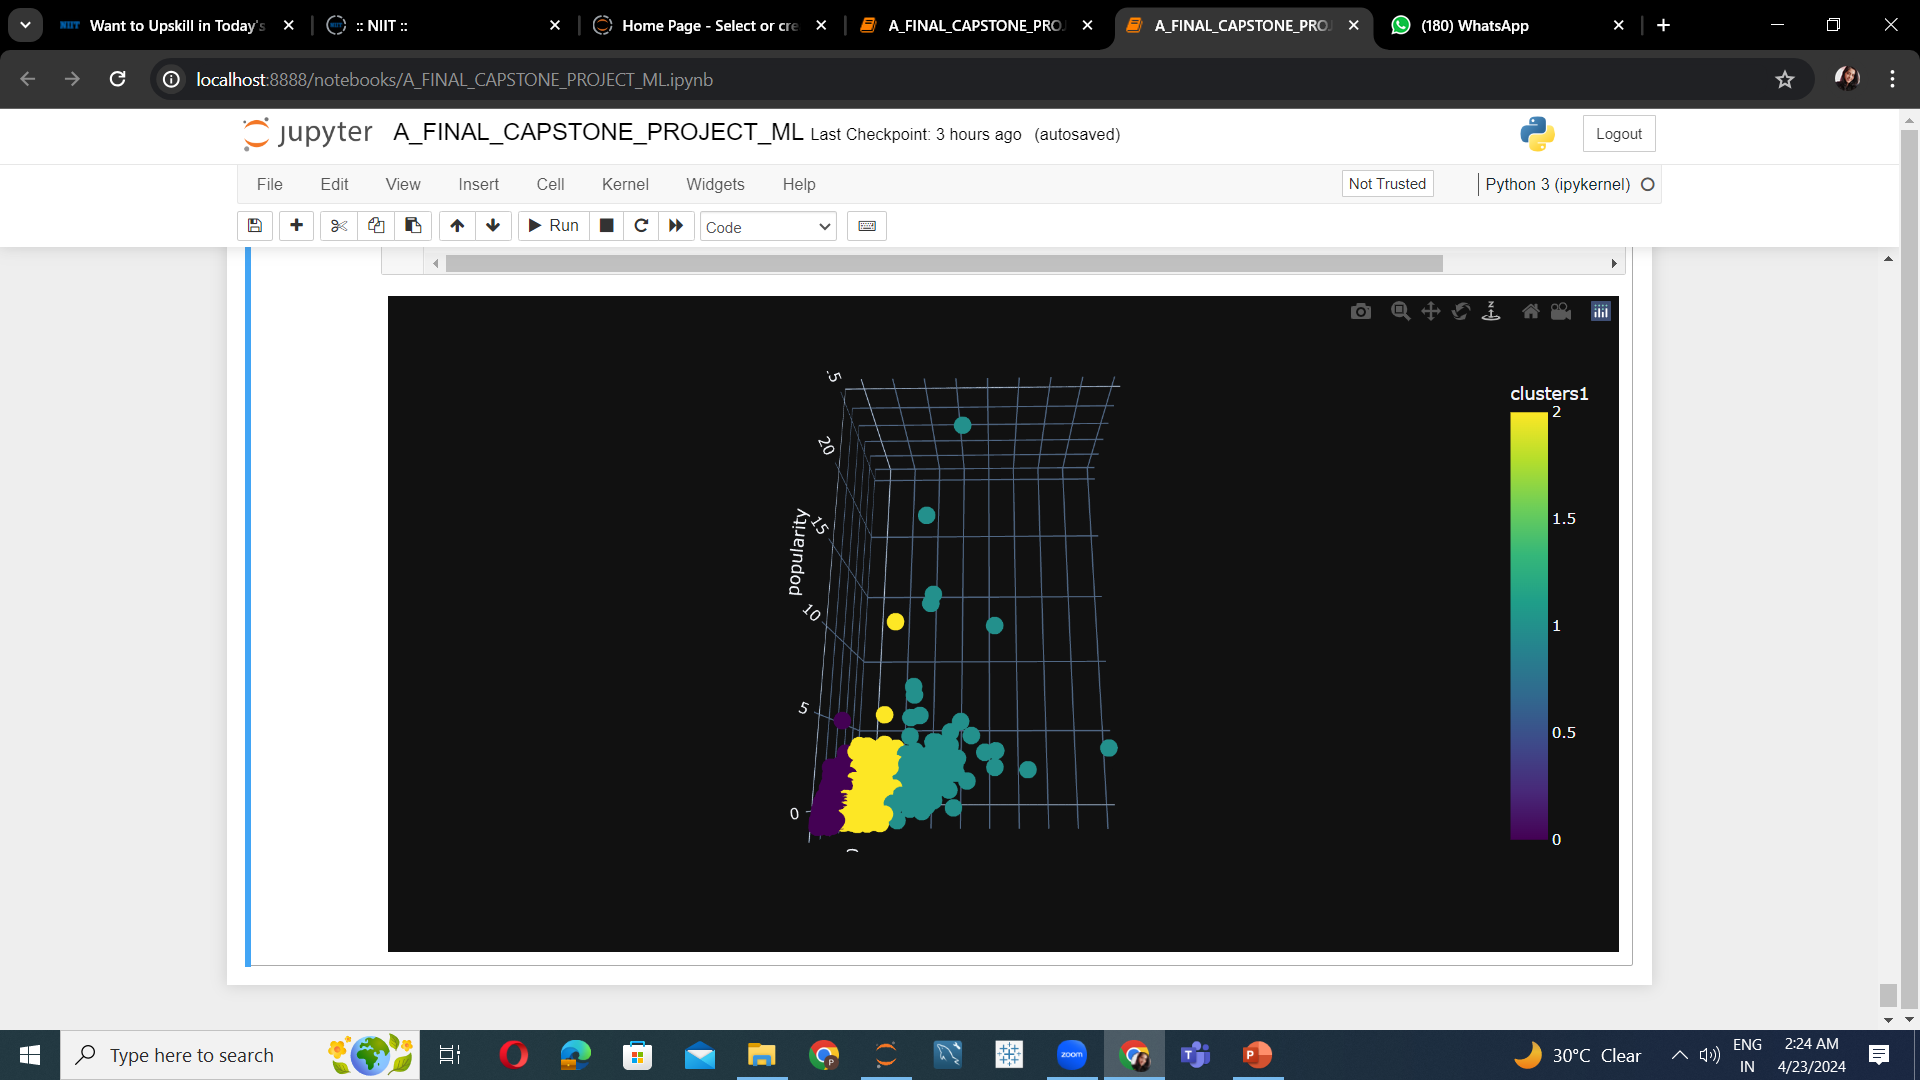 NIIT Want to Upskill in Today's
:: NIIT ::
Home Page - Select or cre
A_FINAL_CAPSTONE_PRO
A_FINAL_CAPSTONE_PRO
(180) WhatsApp
localhost:8888/notebooks/A_FINAL_CAPSTONE_PROJECT_ML.ipynb
jupyter A_FINAL_CAPSTONE_PROJECT_ML Last Checkpoint: 3 hours ago (autosaved)
Logout
File Edit View Insert Cell Kernel Widgets Help
Not Trusted
Python 3 (ipykernel)
Run
Code
z
clusters1
2
1.5
1
0.5
0
20
15
10
5
0
popularity
0
Type here to search
zoom
30°C Clear
ENG
IN
2:24 AM
4/23/2024